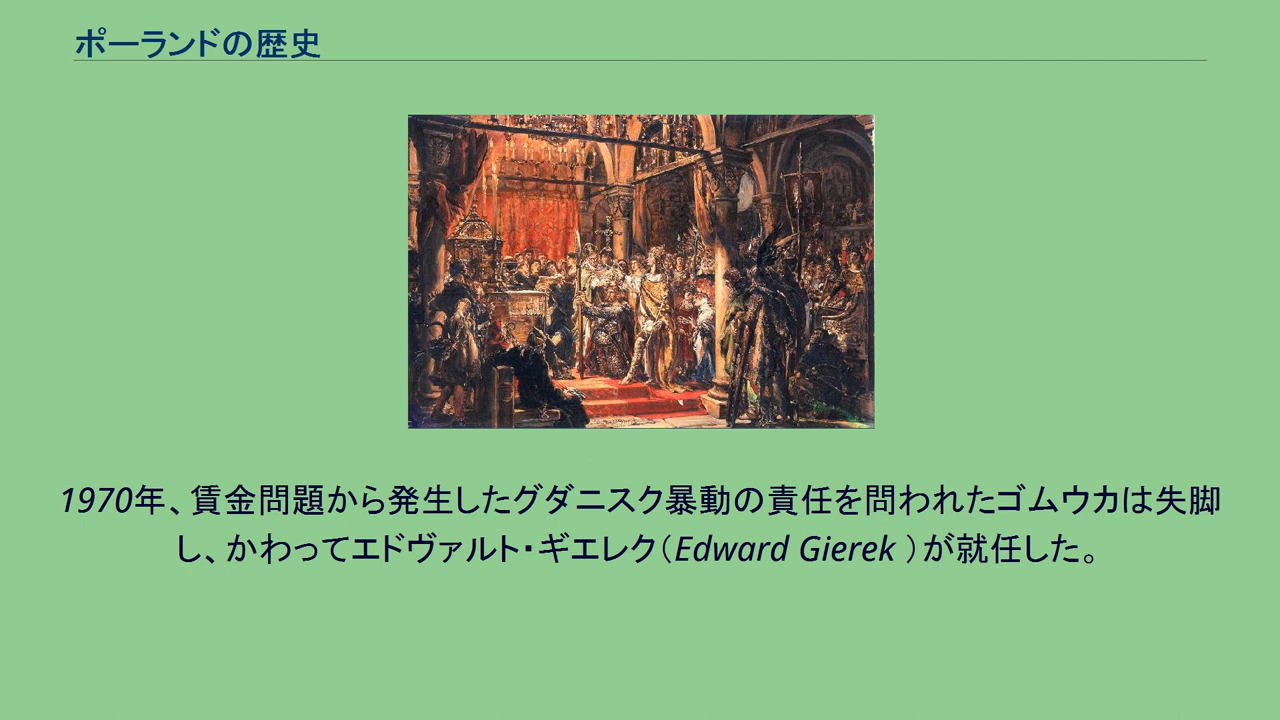 ポーランドの歴史
1970年、賃金問題から発生したグダニスク暴動の責任を問われたゴムウカは失脚
し、かわってエドヴァルト・ギエレク（Edward Gierek ）が就任した。